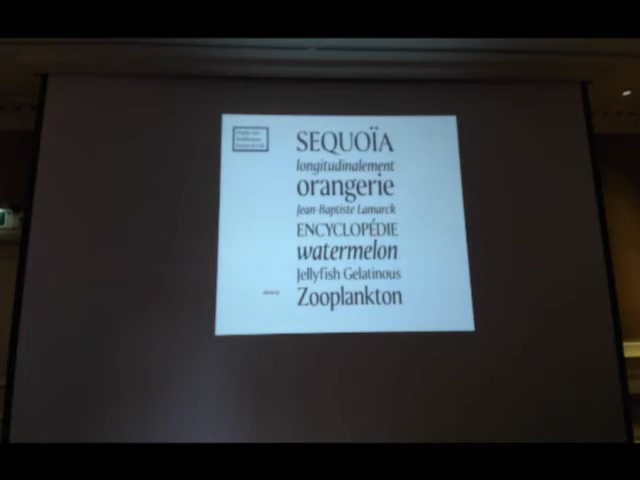 SEQUOÏA
longitudinalement
orangerie
Jean-Baptiste Lamarck
ENCYCLOPÉDIE
watermelon
Jellyfish Gelatinous
Zooplankton